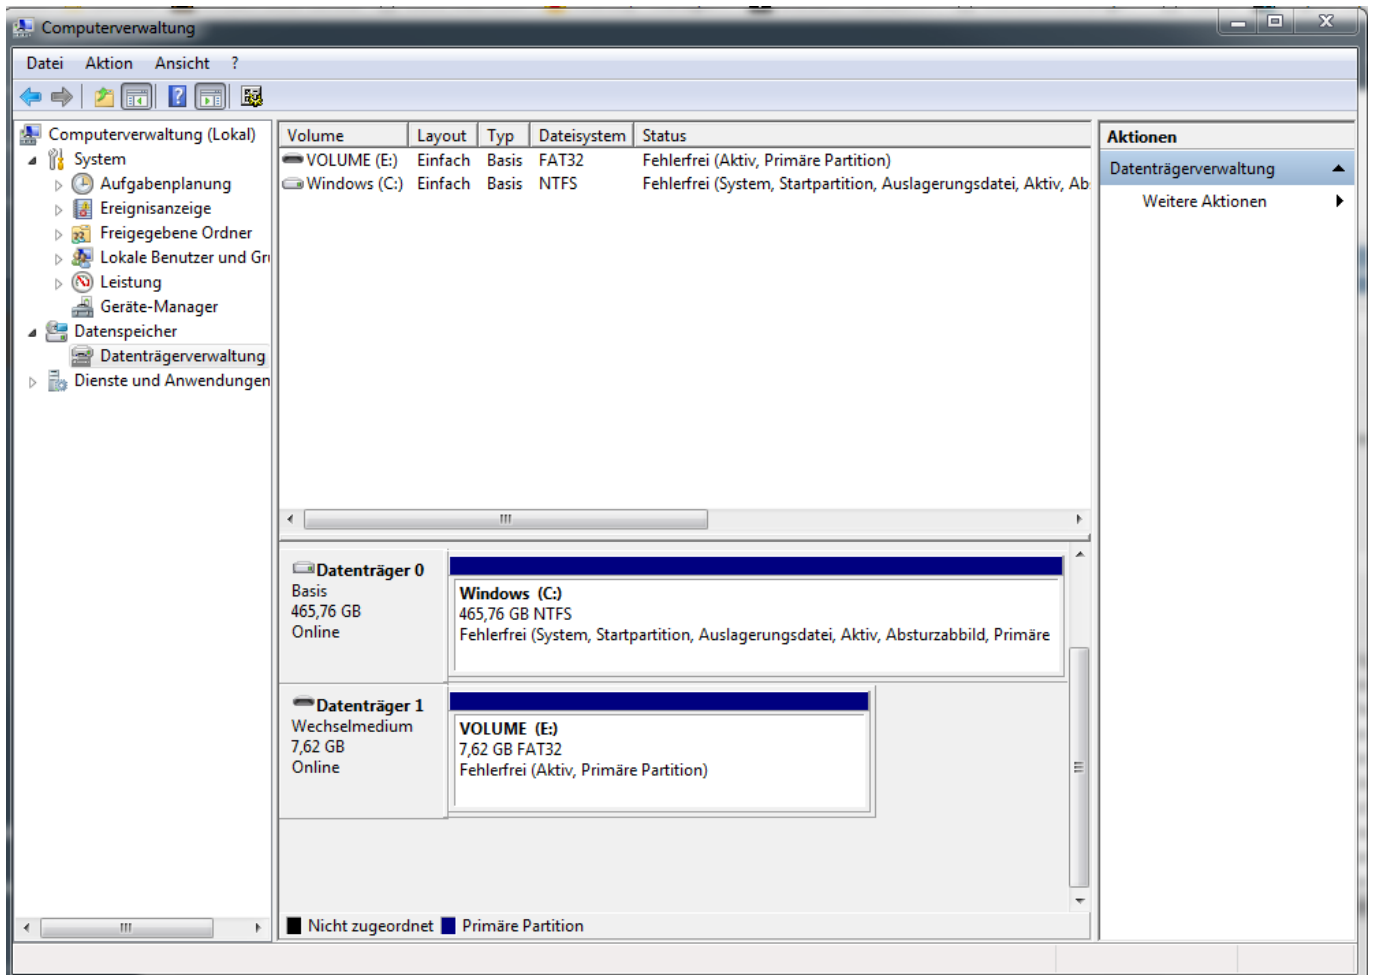 Computerverwaltung
Datei Aktion Ansicht ?
Computerverwaltung (Lokal)
System
Aufgabenplanung
Ereignisanzeige
Freigegebene Ordner
Lokale Benutzer und Gru
Leistung
Geräte-Manager
Datenspeicher
Datenträgerverwaltung
Dienste und Anwendungen
Volume Layout Typ Dateisystem Status
VOLUME (E:) Einfach Basis FAT32 Fehlerfrei (Aktiv, Primäre Partition)
Windows (C:) Einfach Basis NTFS Fehlerfrei (System, Startpartition, Auslagerungsdatei, Aktiv, Ab
Datenträger 0
Basis
465,76 GB
Online
Windows (C:)
465,76 GB NTFS
Fehlerfrei (System, Startpartition, Auslagerungsdatei, Aktiv, Absturzabbild, Primäre
Datenträger 1
Wechselmedium
7,62 GB
Online
VOLUME (E:)
7,62 GB FAT32
Fehlerfrei (Aktiv, Primäre Partition)
Nicht zugeordnet Primäre Partition
Aktionen
Datenträgerverwaltung
Weitere Aktionen